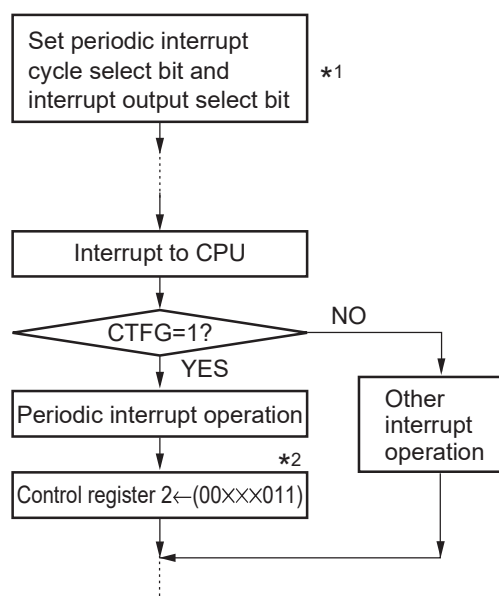 Set periodic interrupt
cycle select bit and
interrupt output select bit
*1
Interrupt to CPU
CTFG=1?
NO
YES
Periodic interrupt operation
Other
interrupt
operation
*2
Control register 2←(00×××011)